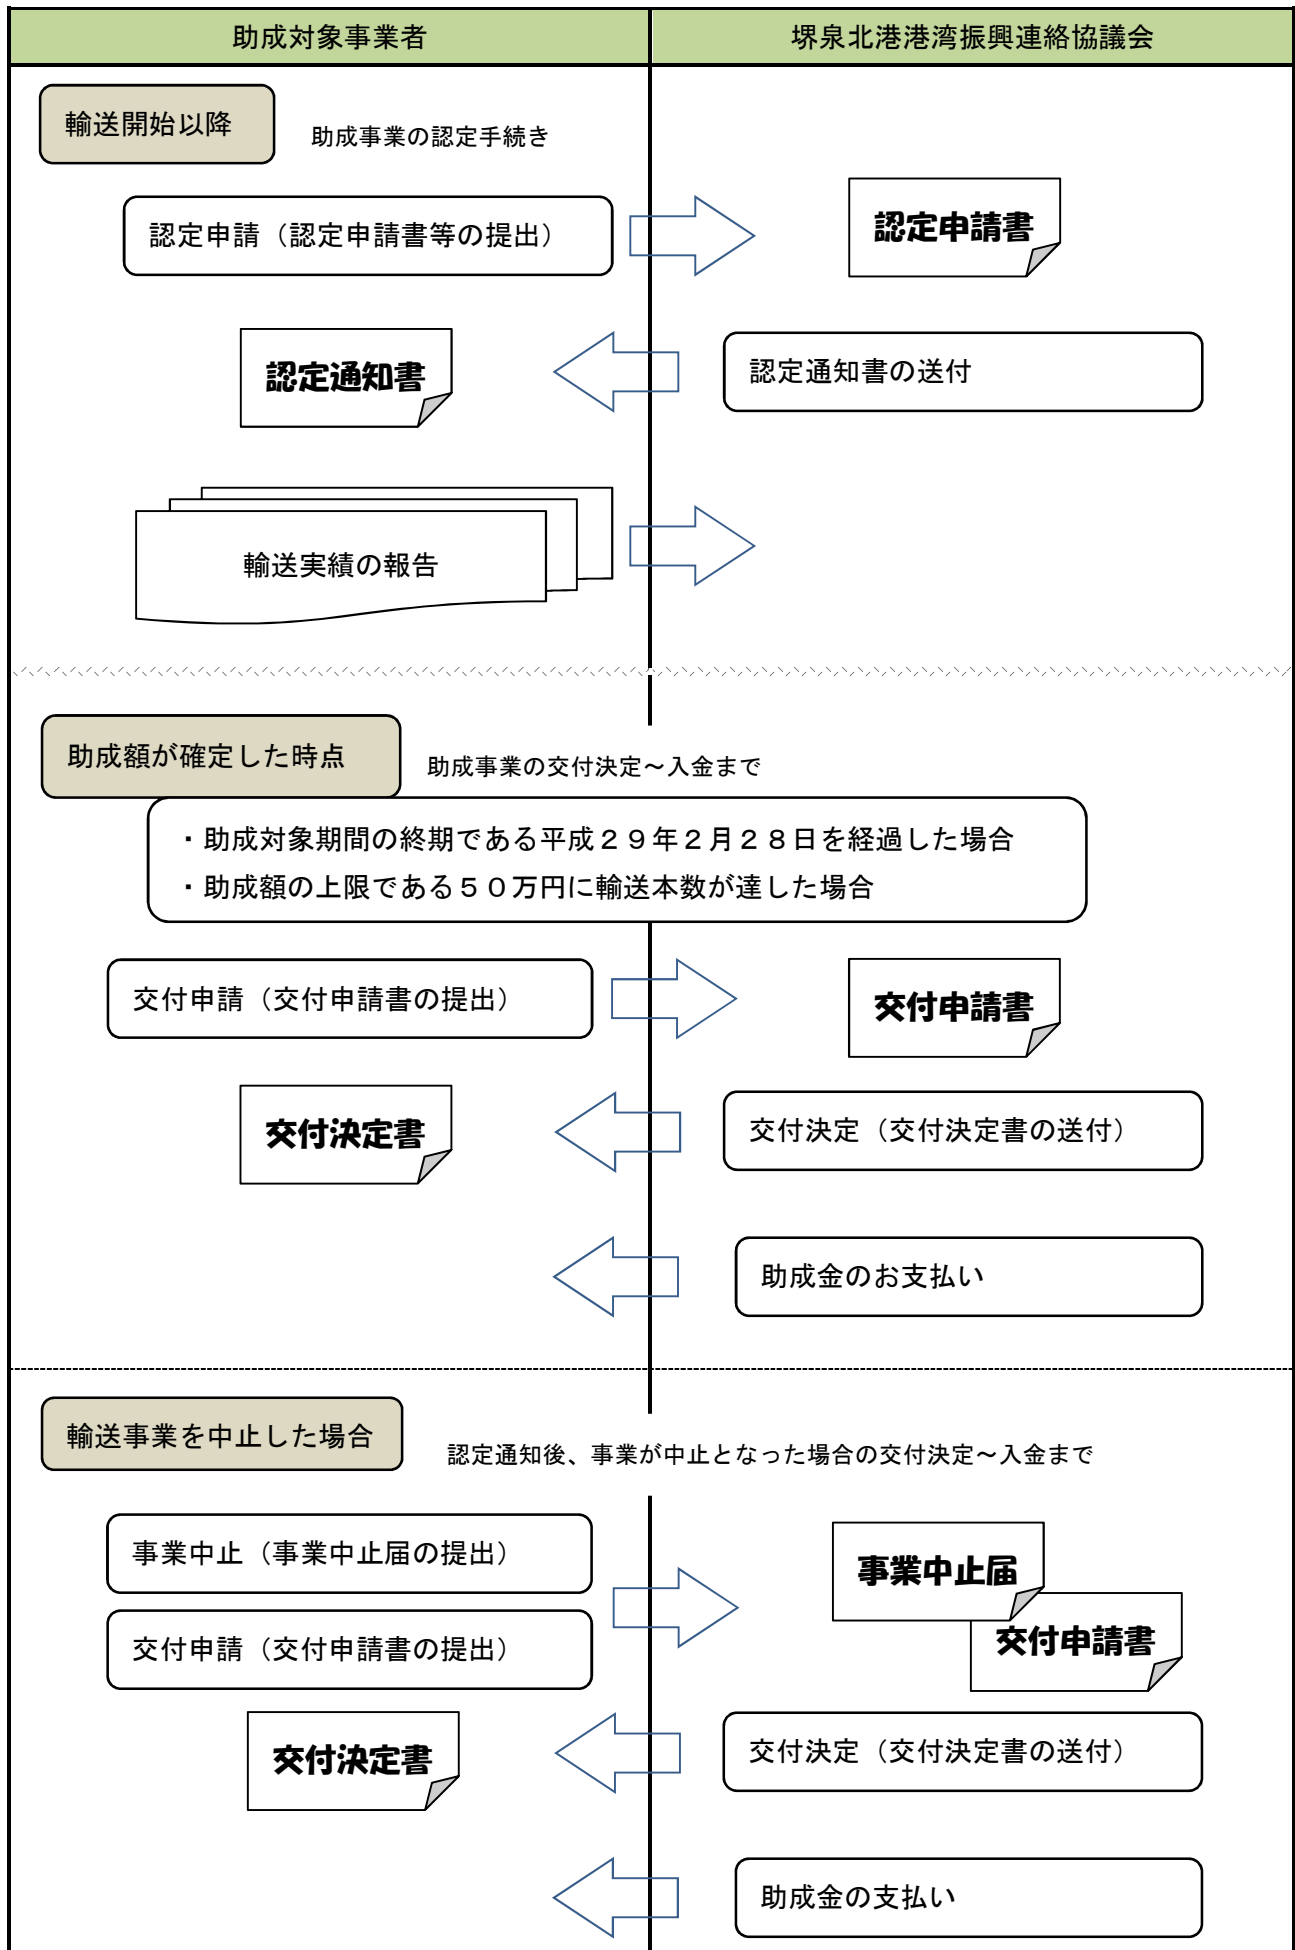 助成対象事業者
堺泉北港港湾振興連絡協議会
輸送開始以降
助成事業の認定手続き
認定申請（認定申請書等の提出）
認定申請書
認定通知書
認定通知書の送付
輸送実績の報告
助成額が確定した時点
助成事業の交付決定～入金まで
・助成対象期間の終期である平成２９年２月２８日を経過した場合
・助成額の上限である５０万円に輸送本数が達した場合
交付申請（交付申請書の提出）
交付申請書
交付決定書
交付決定（交付決定書の送付）
助成金のお支払い
輸送事業を中止した場合
認定通知後、事業が中止となった場合の交付決定～入金まで
事業中止（事業中止届の提出）
事業中止届
交付申請（交付申請書の提出）
交付申請書
交付決定書
交付決定（交付決定書の送付）
助成金の支払い